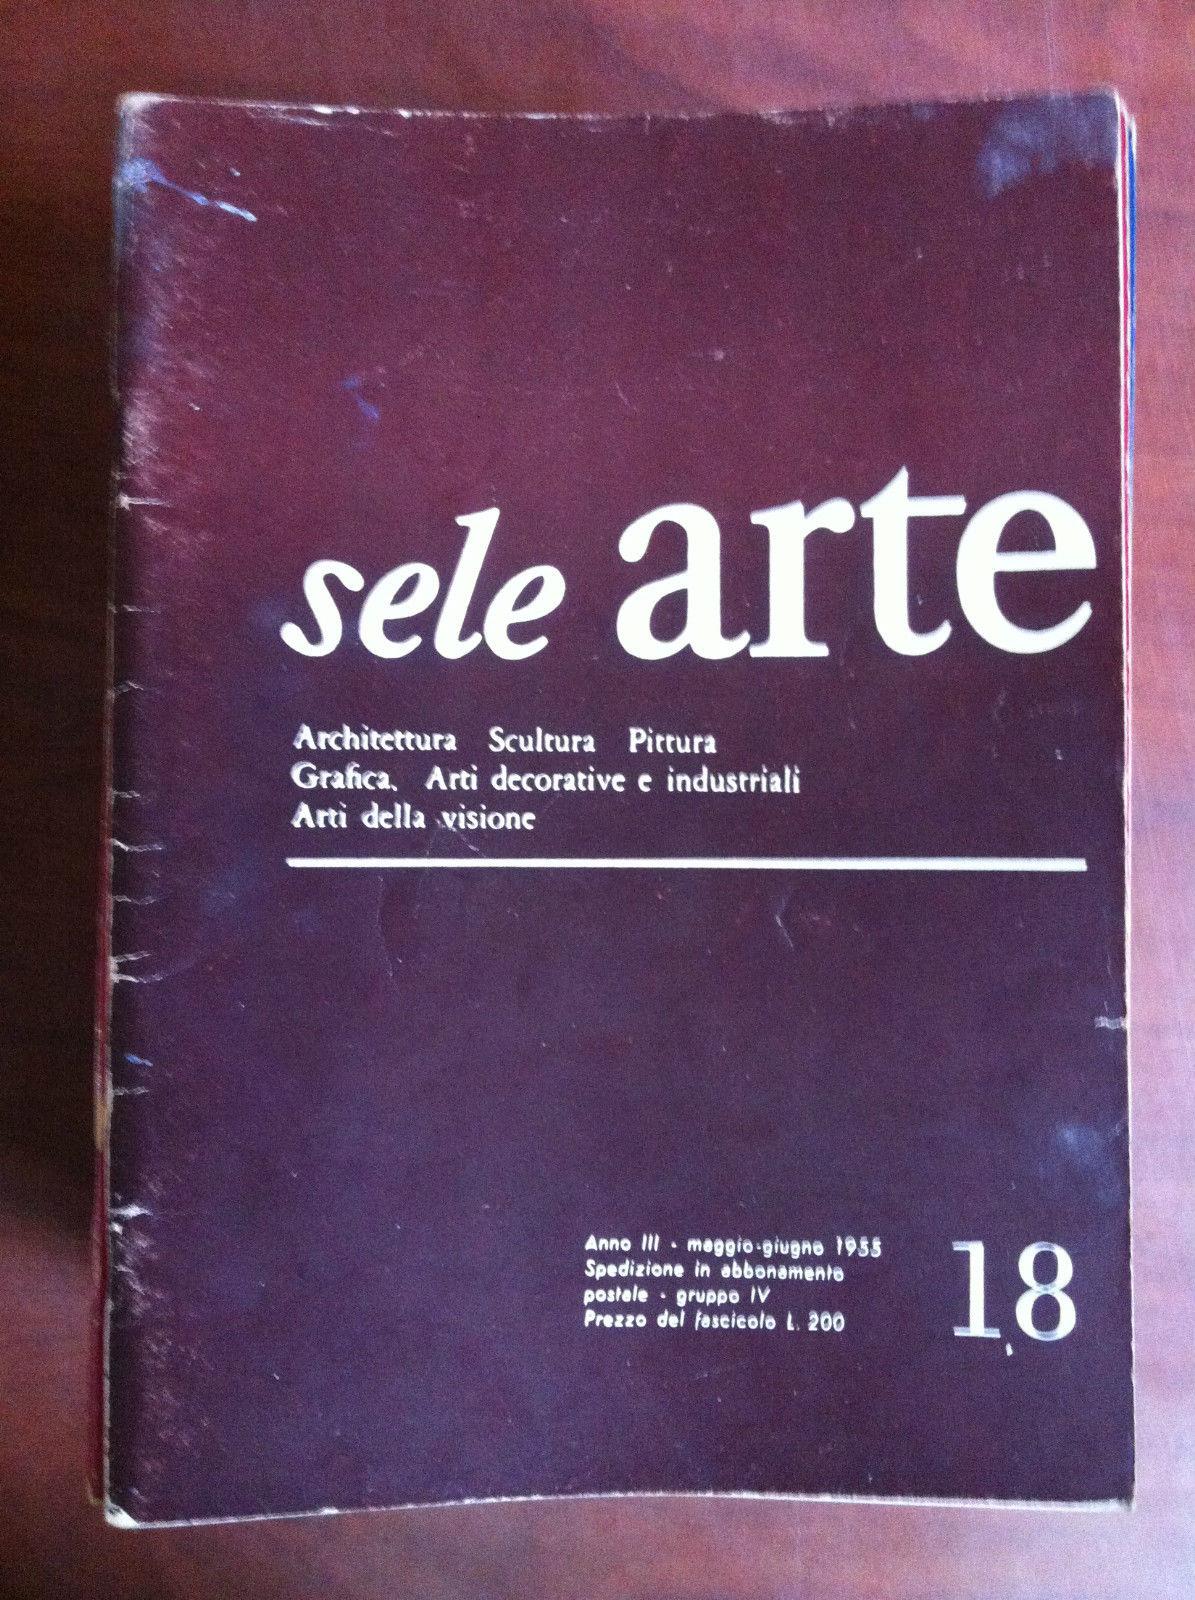 sele arte
Architettura Scultura Pittura
Grafica, Arti decorative e industriali
Arti della visione
Anno III - maggio-giugno 1955
Spedizione in abbonamento
postale - gruppo IV
Prezzo del fascicolo L. 200
18